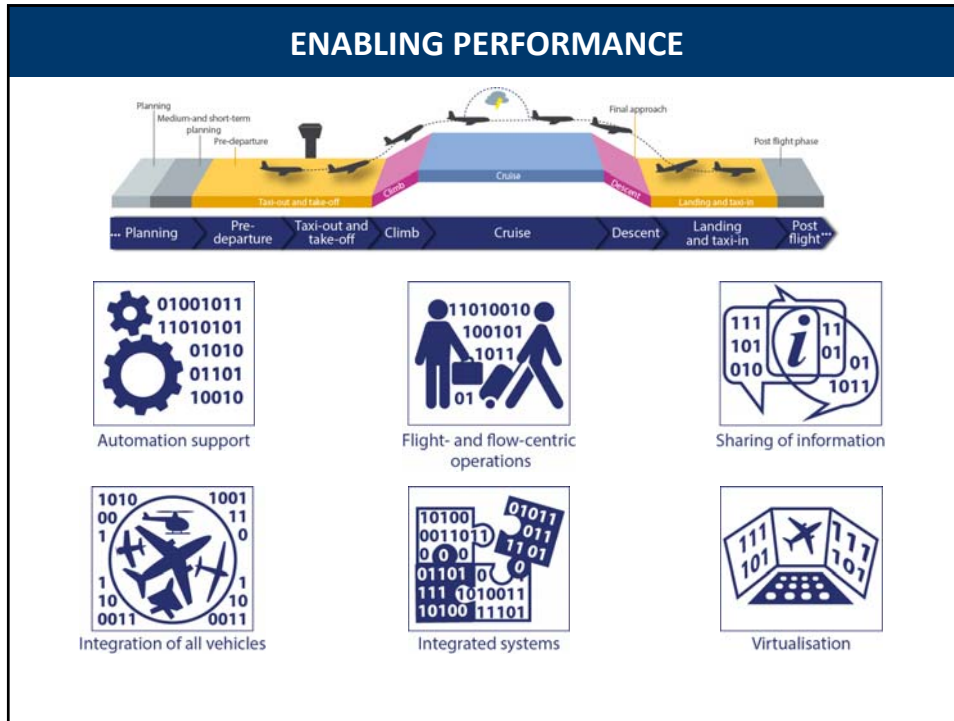 ENABLING PERFORMANCE
Planning
Medium-and short-term
planning
Pre-departure
Final approach
Post flight phase
Climb
Cruise
Descent
Taxi-out and take-off
Landing and taxi-in
... Planning
Pre-
departure
Taxi-out and
take-off
Climb
Cruise
Descent
Landing
and taxi-in
Post
flight ...
01001011
11010101
01010
01101
10010
Automation support
11010010
100101
1011
01
Flight- and flow-centric
operations
111
101
010
i
11
01
01
1011
Sharing of information
1010
00
1
1001
11
0
1
10
0011
1
10
0011
Integration of all vehicles
10100
0011011
0 0 0
01011
011
11 01
0
01101 0
111 1010011
10100 11101
Integrated systems
111
101
111
101
Virtualisation